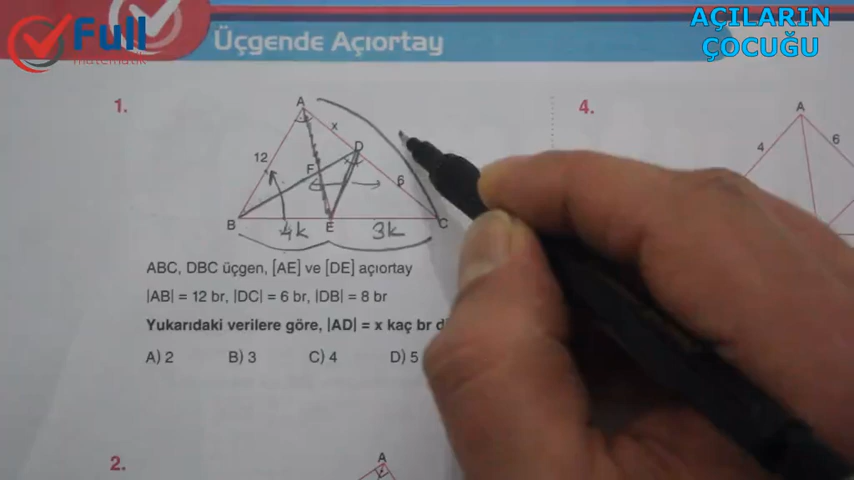 Full
matematik
Üçgende Açıortay
AÇILARIN
ÇOCUĞU
1.
A
x
12
D
F
6
B
E
C
4k
3k
ABC, DBC üçgen, [AE] ve [DE] açıortay
|AB| = 12 br, |DC| = 6 br, |DB| = 8 br
Yukarıdaki verilere göre, |AD| = x kaç br
A) 2 B) 3 C) 4 D) 5
4.
A
4
6
2.
A